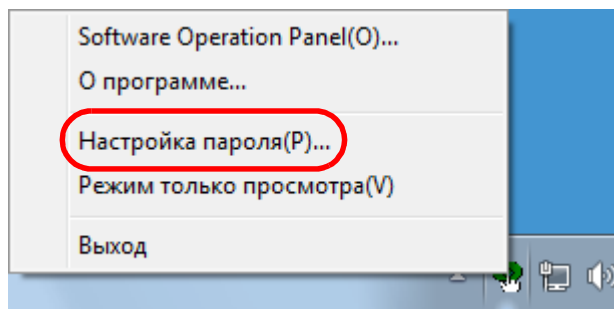 Software Operation Panel(O)...
О программе...
Настройка пароля(P)...
Режим только просмотра(V)
Выход